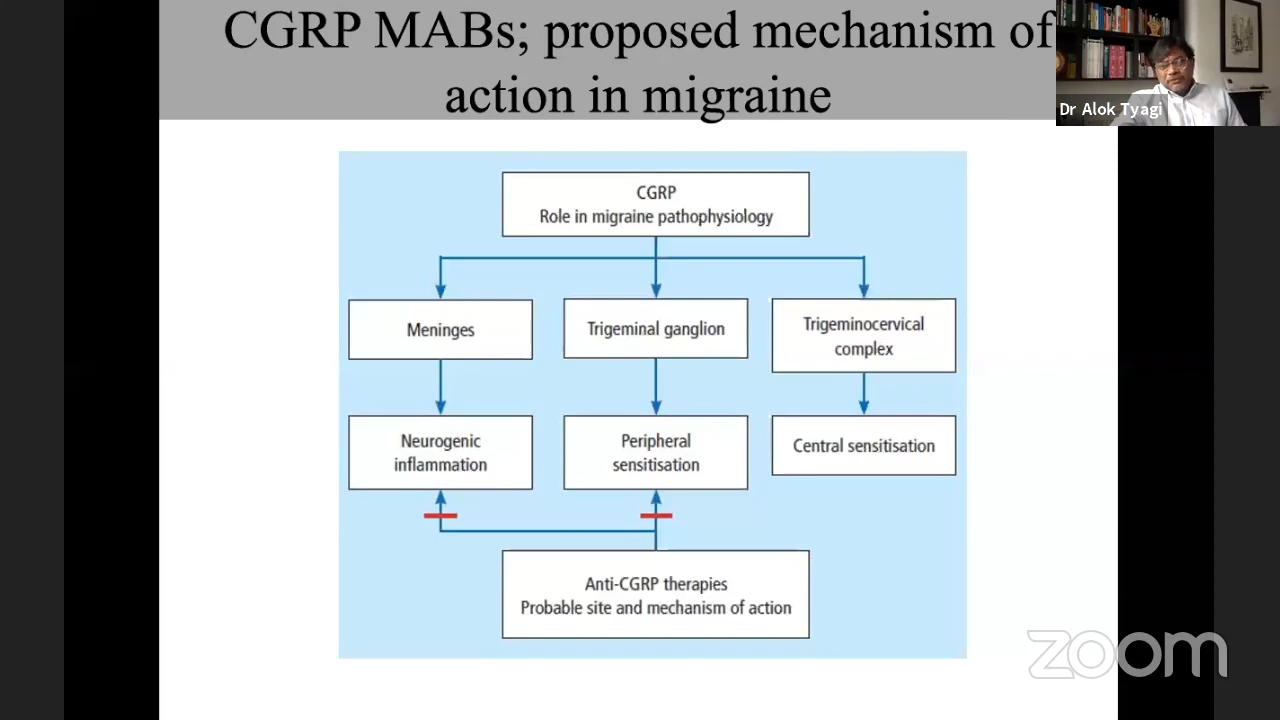 CGRP MABs; proposed mechanism of
action in migraine
Dr Alok Tyagi
CGRP
Role in migraine pathophysiology
Meninges
Trigeminal ganglion
Trigeminocervical
complex
Neurogenic
inflammation
Peripheral
sensitisation
Central sensitisation
Anti-CGRP therapies
Probable site and mechanism of action
zoom